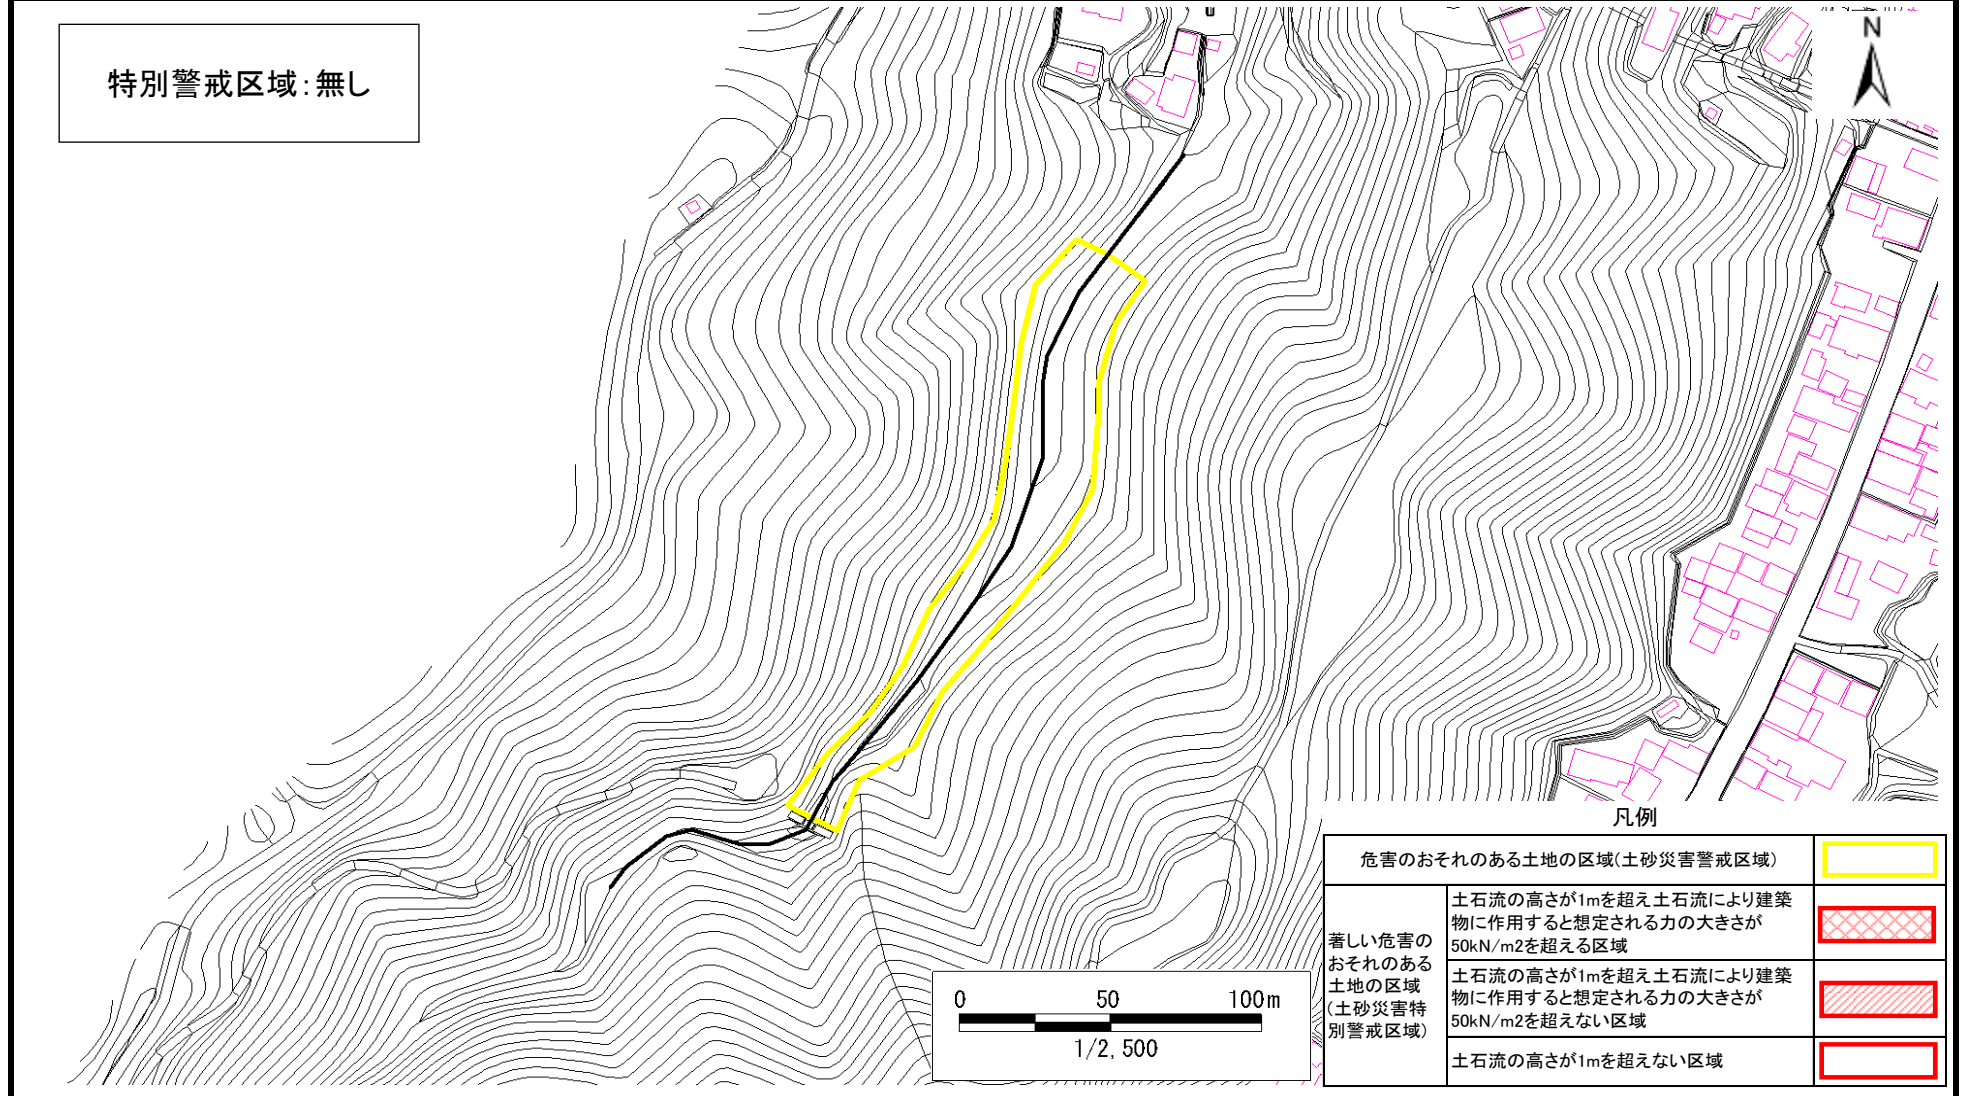 特別警戒区域:無し
N
凡例
危害のおそれのある土地の区域(土砂災害警戒区域)
著しい危害の
おそれのある
土地の区域
(土砂災害特
別警戒区域)
土石流の高さが1mを超え土石流により建築
物に作用すると想定される力の大きさが
50kN/m2を超える区域
土石流の高さが1mを超え土石流により建築
物に作用すると想定される力の大きさが
50kN/m2を超えない区域
土石流の高さが1mを超えない区域
0 50 100m
1/2,500